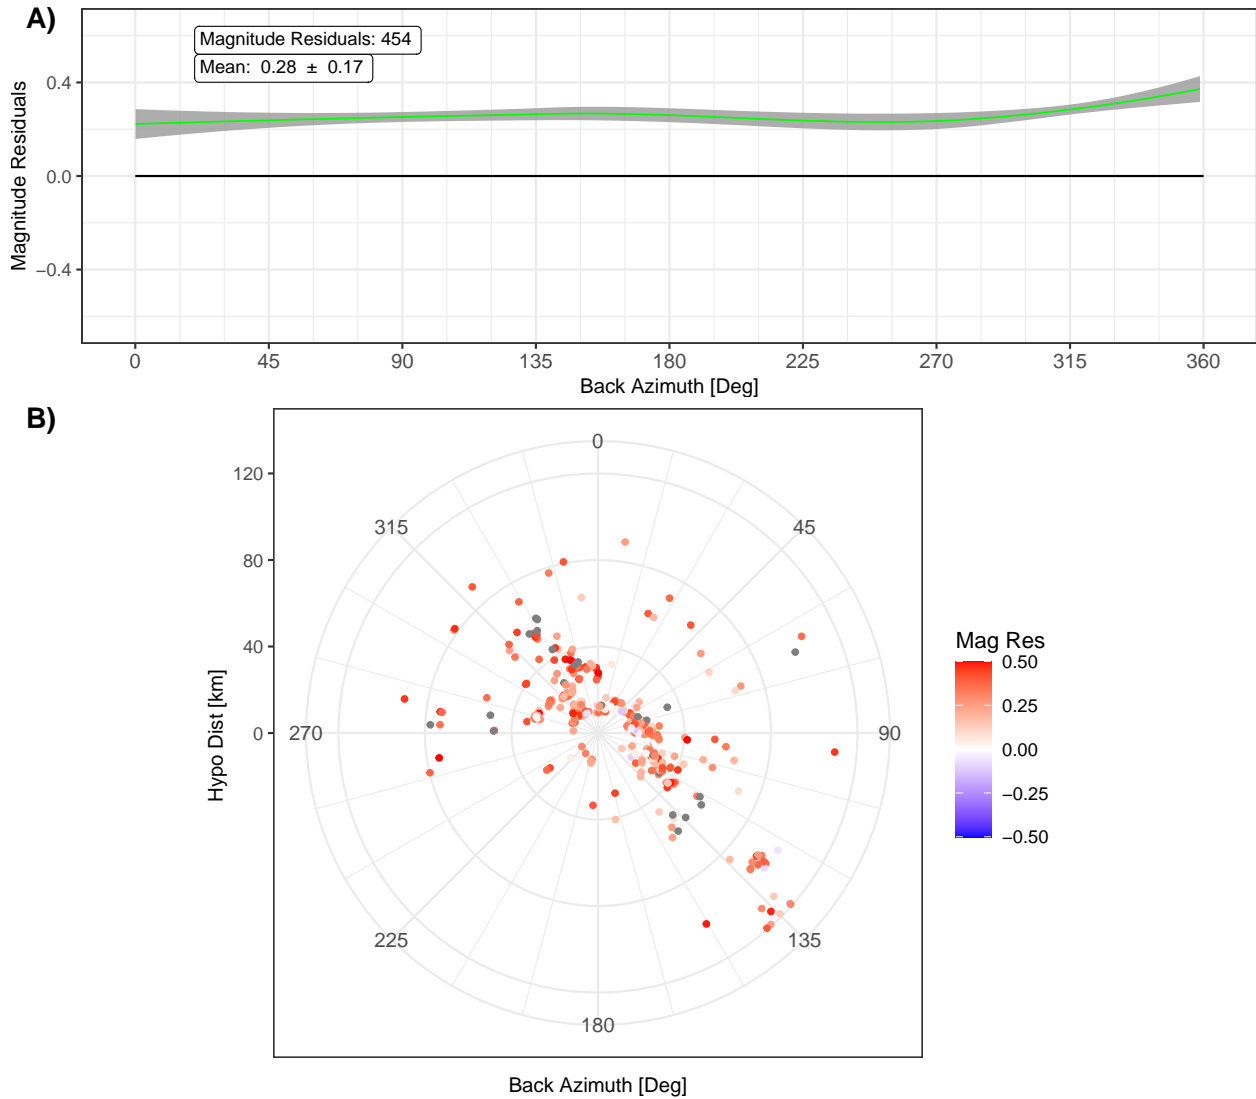 A)
Magnitude Residuals: 454
Mean: 0.28 ± 0.17
0.4
0.0
−0.4
Magnitude Residuals
0 45 90 135 180 225 270 315 360
Back Azimuth [Deg]
B)
0
45
90
135
180
225
270
315
120
80
40
0
Hypo Dist [km]
Back Azimuth [Deg]
Mag Res
0.50
0.25
0.00
−0.25
−0.50